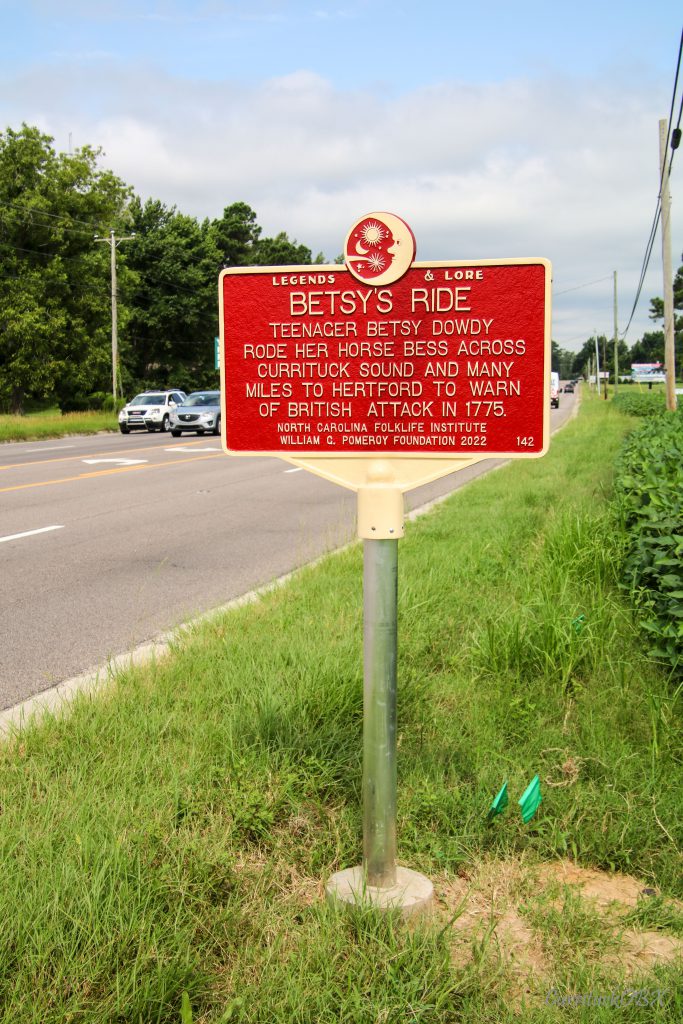 LEGENDS & LORE
BETSY'S RIDE
TEENAGER BETSY DOWDY
RODE HER HORSE BESS ACROSS
CURRITUCK SOUND AND MANY
MILES TO HERTFORD TO WARN
OF BRITISH ATTACK IN 1775.
NORTH CAROLINA FOLKLIFE INSTITUTE
WILLIAM G. POMEROY FOUNDATION 2022 142
CurrituckOBX